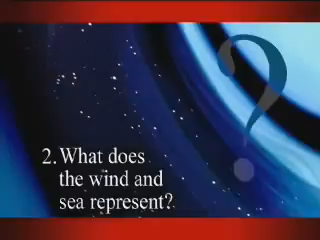 2. What does
the wind and
sea represent?
?